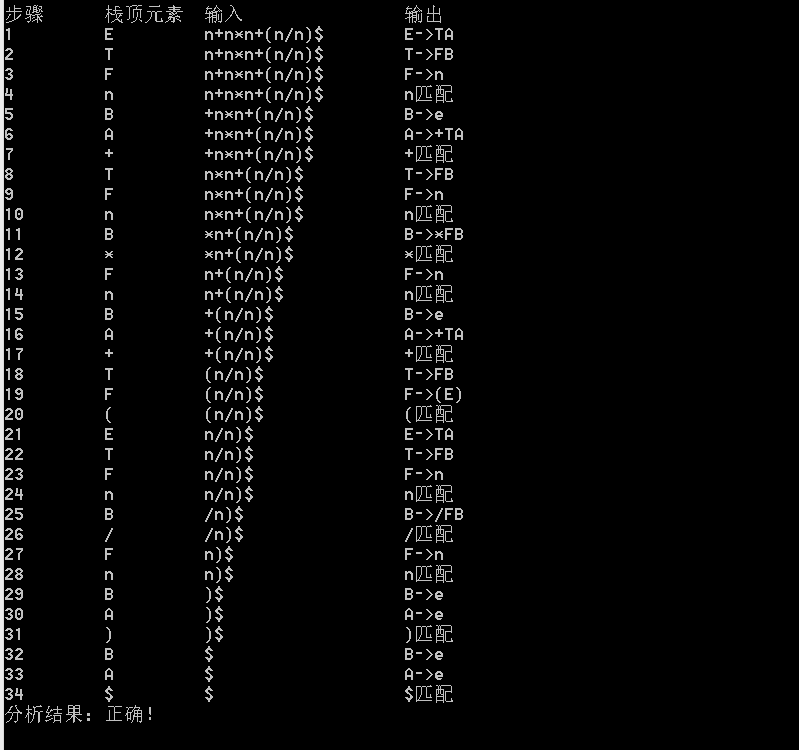 步骤 栈顶元素 输入 输出
1 E n+n*n+(n/n)$ E->TA
2 T n+n*n+(n/n)$ T->FB
3 F n+n*n+(n/n)$ F->n
4 n n+n*n+(n/n)$ n匹配
5 B +n*n+(n/n)$ B->e
6 A +n*n+(n/n)$ A->+TA
7 + +n*n+(n/n)$ +匹配
8 T n*n+(n/n)$ T->FB
9 F n*n+(n/n)$ F->n
10 n n*n+(n/n)$ n匹配
11 B *n+(n/n)$ B->*FB
12 * *n+(n/n)$ *匹配
13 F n+(n/n)$ F->n
14 n n+(n/n)$ n匹配
15 B +(n/n)$ B->e
16 A +(n/n)$ A->+TA
17 + +(n/n)$ +匹配
18 T (n/n)$ T->FB
19 F (n/n)$ F->(E)
20 ( (n/n)$ (匹配
21 E n/n)$ E->TA
22 T n/n)$ T->FB
23 F n/n)$ F->n
24 n n/n)$ n匹配
25 B /n)$ B->/FB
26 / /n)$ /匹配
27 F n)$ F->n
28 n n)$ n匹配
29 B )$ B->e
30 A )$ A->e
31 ) )$ )匹配
32 B $ B->e
33 A $ A->e
34 $ $ $匹配
分析结果: 正确!